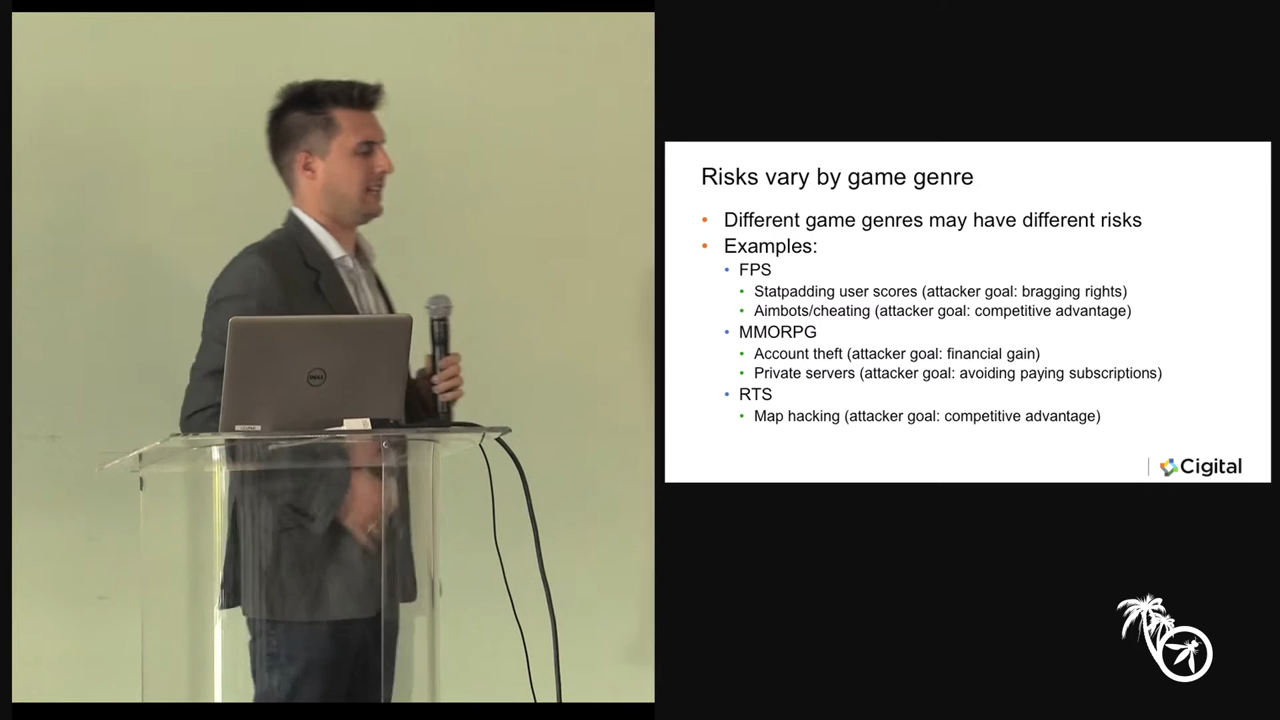 Risks vary by game genre
• Different game genres may have different risks
• Examples:
• FPS
• Statpadding user scores (attacker goal: bragging rights)
• Aimbots/cheating (attacker goal: competitive advantage)
• MMORPG
• Account theft (attacker goal: financial gain)
• Private servers (attacker goal: avoiding paying subscriptions)
• RTS
• Map hacking (attacker goal: competitive advantage)
Cigital
DELL